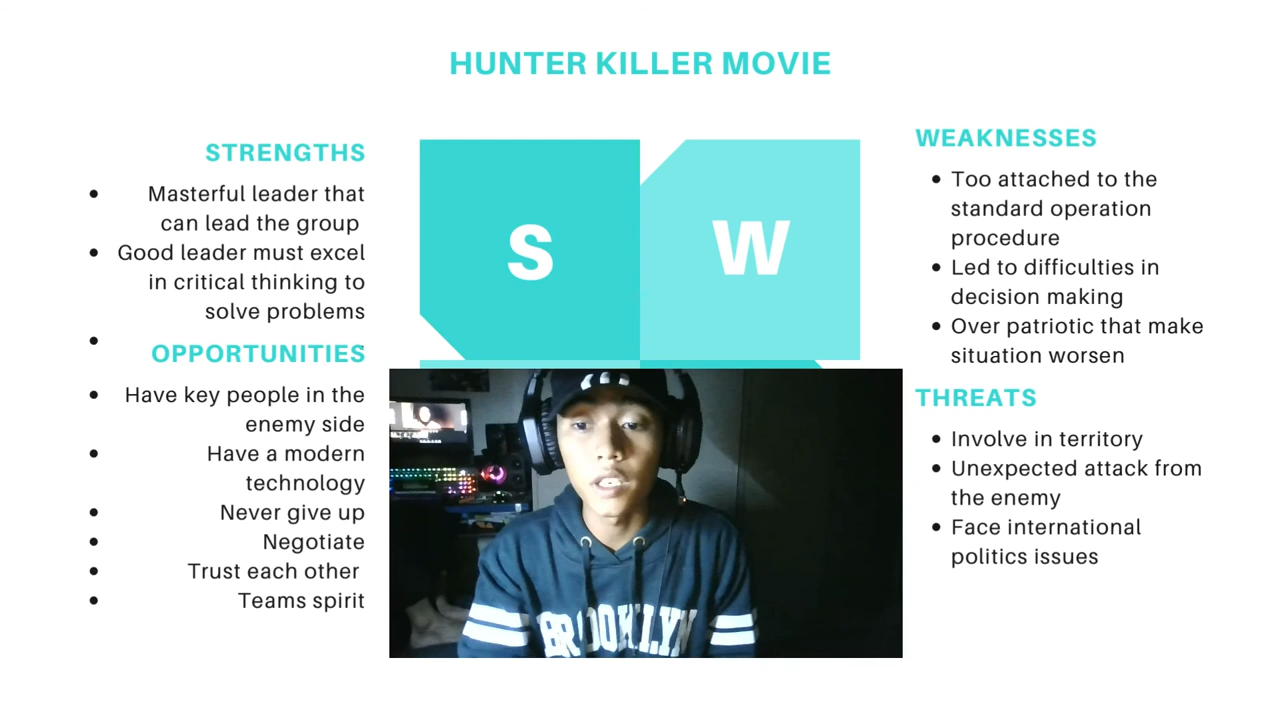 HUNTER KILLER MOVIE
STRENGTHS
Masterful leader that
can lead the group
Good leader must excel
in critical thinking to
solve problems
OPPORTUNITIES
Have key people in the
enemy side
Have a modern
technology
Never give up
Negotiate
Trust each other
Teams spirit
S
W
BROOKLYN
WEAKNESSES
Too attached to the
standard operation
procedure
Led to difficulties in
decision making
Over patriotic that make
situation worsen
THREATS
Involve in territory
Unexpected attack from
the enemy
Face international
politics issues